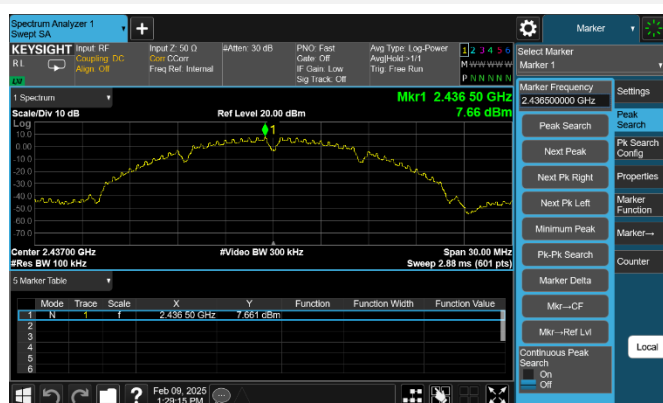 Spectrum Analyzer 1
Swept SA
+
Marker
KEYSIGHT
Input: RF
Coupling: DC
Align: Off
R L
Input Z: 50 Ω
Corr CCorr
Freq Ref: Internal
#Atten: 30 dB
PNO: Fast
Gate: Off
IF Gain: Low
Sig Track: Off
Avg Type: Log-Power
Avg|Hold:>1/1
Trig: Free Run
1 2 3 4 5 6
M W W W W W
P N N N N N
Select Marker
Marker 1
1 Spectrum
Scale/Div 10 dB
Ref Level 20.00 dBm
Mkr1 2.436 50 GHz
7.66 dBm
Log
10.0
0.00
-10.0
-20.0
-30.0
-40.0
-50.0
-60.0
-70.0
1
Center 2.43700 GHz
#Res BW 100 kHz
#Video BW 300 kHz
Span 30.00 MHz
Sweep 2.88 ms (601 pts)
5 Marker Table
Mode Trace Scale X Y Function Function Width Function Value
1 N 1 f 2.436 50 GHz 7.661 dBm
2
3
4
5
6
Marker Frequency
2.436500000 GHz
Peak Search
Next Peak
Next Pk Right
Next Pk Left
Minimum Peak
Pk-Pk Search
Marker Delta
Mkr→CF
Mkr→Ref Lvl
Continuous Peak
Search
On
Off
Settings
Peak
Search
Pk Search
Config
Properties
Marker
Function
Marker→
Counter
Local
?
Feb 09, 2025
1:29:15 PM